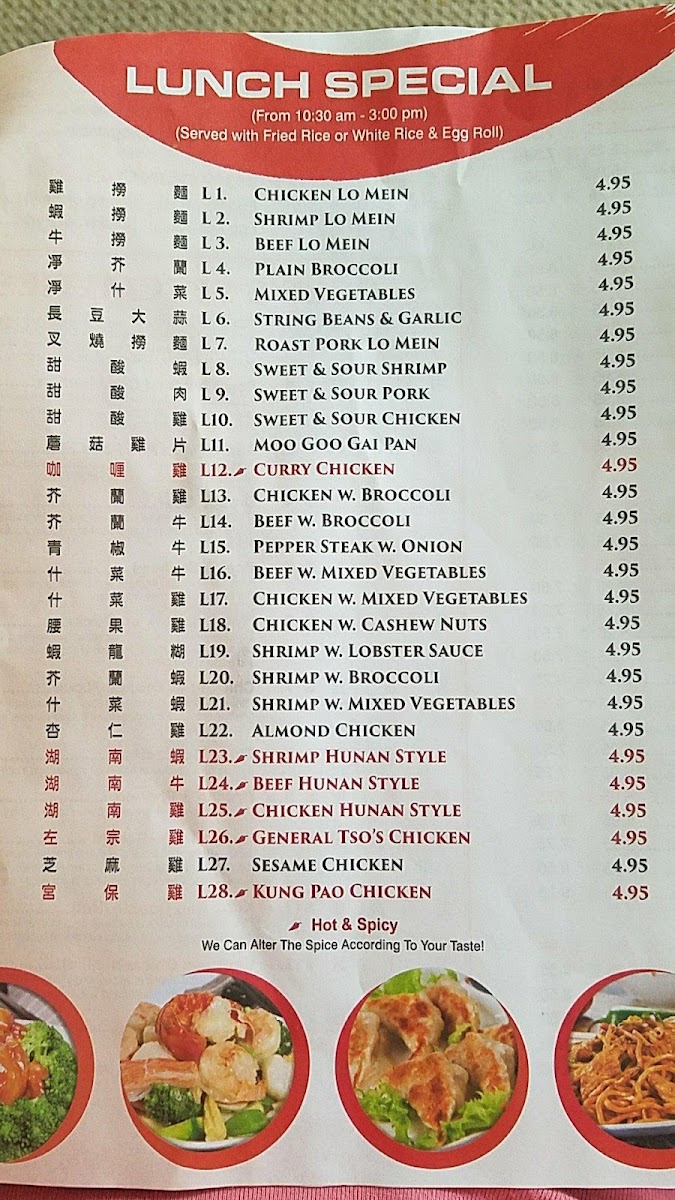 LUNCH SPECIAL
(From 10:30 am - 3:00 pm)
(Served with Fried Rice or White Rice & Egg Roll)
雞 撈 麵 L 1. CHICKEN LO MEIN 4.95
蝦 撈 麵 L 2. SHRIMP LO MEIN 4.95
牛 撈 麵 L 3. BEEF LO MEIN 4.95
凈 芥 蘭 L 4. PLAIN BROCCOLI 4.95
凈 什 菜 L 5. MIXED VEGETABLES 4.95
長 豆 大 蒜 L 6. STRING BEANS & GARLIC 4.95
叉 燒 撈 麵 L 7. ROAST PORK LO MEIN 4.95
甜 酸 蝦 L 8. SWEET & SOUR SHRIMP 4.95
甜 酸 肉 L 9. SWEET & SOUR PORK 4.95
甜 酸 雞 L10. SWEET & SOUR CHICKEN 4.95
蘑 菇 雞 片 L11. MOO GOO GAI PAN 4.95
咖 喱 雞 L12. CURRY CHICKEN 4.95
芥 蘭 雞 L13. CHICKEN W. BROCCOLI 4.95
芥 蘭 牛 L14. BEEF W. BROCCOLI 4.95
青 椒 牛 L15. PEPPER STEAK W. ONION 4.95
什 菜 牛 L16. BEEF W. MIXED VEGETABLES 4.95
什 菜 雞 L17. CHICKEN W. MIXED VEGETABLES 4.95
腰 果 雞 L18. CHICKEN W. CASHEW NUTS 4.95
蝦 龍 糊 L19. SHRIMP W. LOBSTER SAUCE 4.95
芥 蘭 蝦 L20. SHRIMP W. BROCCOLI 4.95
什 菜 蝦 L21. SHRIMP W. MIXED VEGETABLES 4.95
杏 仁 雞 L22. ALMOND CHICKEN 4.95
湖 南 蝦 L23. SHRIMP HUNAN STYLE 4.95
湖 南 牛 L24. BEEF HUNAN STYLE 4.95
湖 南 雞 L25. CHICKEN HUNAN STYLE 4.95
左 宗 雞 L26. GENERAL TSO'S CHICKEN 4.95
芝 麻 雞 L27. SESAME CHICKEN 4.95
宮 保 雞 L28. KUNG PAO CHICKEN 4.95
Hot & Spicy
We Can Alter The Spice According To Your Taste!